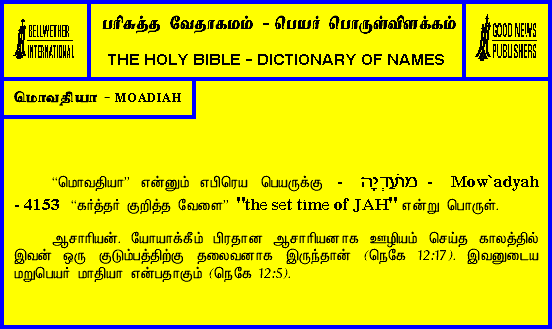 BELLWETHER
INTERNATIONAL
பரிசுத்த வேதாகமம் - பெயர் பொருள்விளக்கம்
THE HOLY BIBLE - DICTIONARY OF NAMES
GOOD NEWS
PUBLISHERS
மொவதியா - MOADIAH
“மொவதியா” என்னும் எபிரெய பெயருக்கு - מוֹעַדְיָה - Mow`adyah
- 4153 “கர்த்தர் குறித்த வேளை” "the set time of JAH" என்று பொருள்.
ஆசாரியன். யோயாக்கீம் பிரதான ஆசாரியனாக ஊழியம் செய்த காலத்தில்
இவன் ஒரு குடும்பத்திற்கு தலைவனாக இருந்தான் (நெகே 12:17). இவனுடைய
மறுபெயர் மாதியா என்பதாகும் (நெகே 12:5).